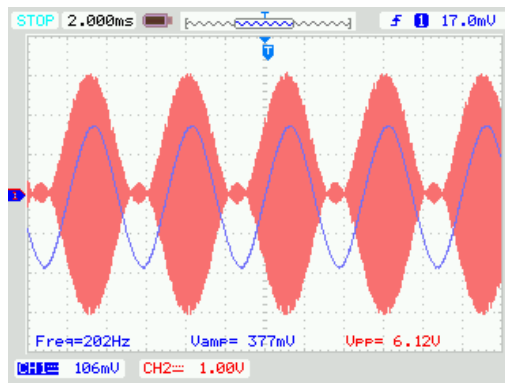 STOP 2.000ms T 1 17.0mV
T
1
Freq=202Hz Vamp= 377mV Vpp= 6.12V
CH1 106mV CH2 1.00V